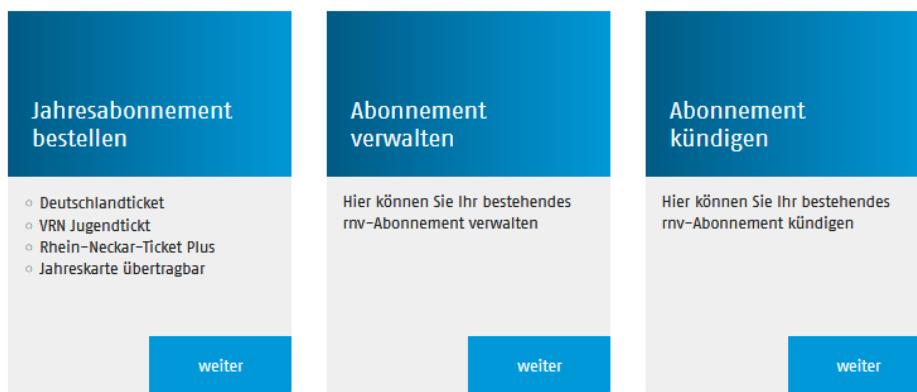 Jahresabonnement
bestellen
Deutschlandticket
VRN Jugendtickt
Rhein-Neckar-Ticket Plus
Jahreskarte übertragbar
weiter
Abonnement
verwalten
Hier können Sie Ihr bestehendes
rnv-Abonnement verwalten
weiter
Abonnement
kündigen
Hier können Sie Ihr bestehendes
rnv-Abonnement kündigen
weiter